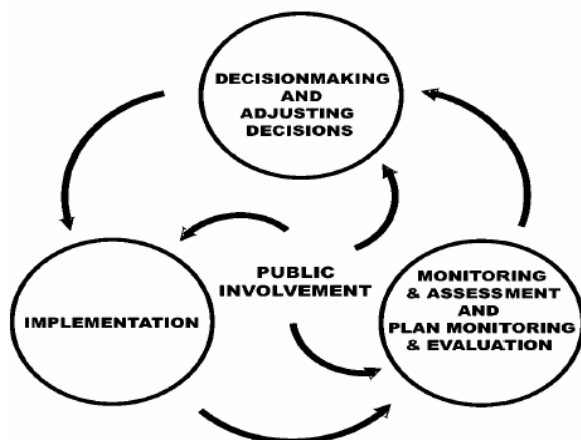 DECISIONMAKING
AND
ADJUSTING
DECISIONS
PUBLIC
INVOLVEMENT
IMPLEMENTATION
MONITORING
& ASSESSMENT
AND
PLAN MONITORING
& EVALUATION